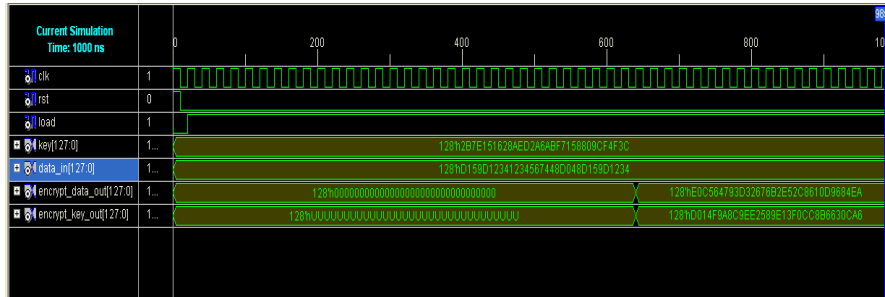 98
Current Simulation
Time: 1000 ns
0 200 400 600 800 10
clk 1
rst 0
load 1
key[127:0] 1... 128'h2B7E151628AED2A6ABF7158809CF4F3C
data_in[127:0] 1... 128'hD159D12341234567448D048D159D1234
encrypt_data_out[127:0] 1... 128'h00000000000000000000000000000000 128'hE0C564793D32676B2E52C8610D9684EA
encrypt_key_out[127:0] 1... 128'hUUUUUUUUUUUUUUUUUUUUUUUUUUUUUUUU 128'hD014F9A8C9EE2589E13F0CC8B6630CA6